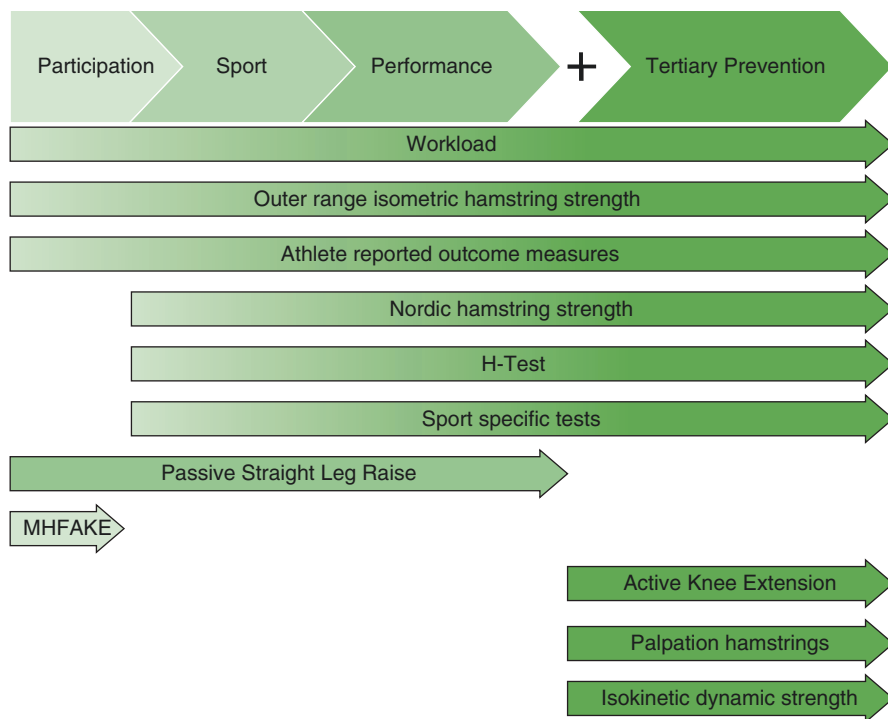 Participation Sport Performance + Tertiary Prevention
Workload
Outer range isometric hamstring strength
Athlete reported outcome measures
Nordic hamstring strength
H-Test
Sport specific tests
Passive Straight Leg Raise
MHFAKE
Active Knee Extension
Palpation hamstrings
Isokinetic dynamic strength